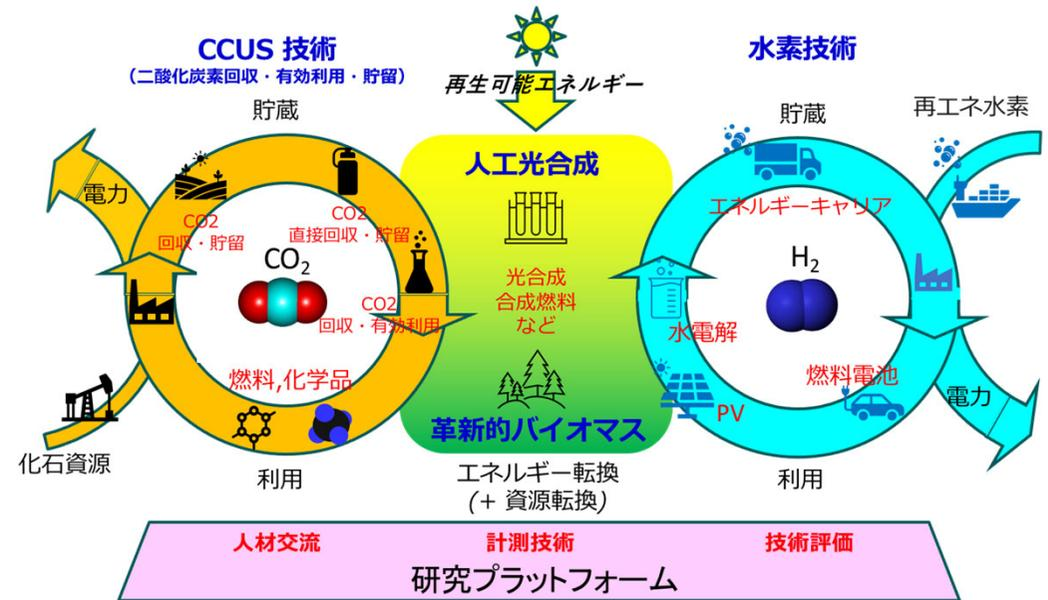 CCUS 技術
（二酸化炭素回収・有効利用・貯留）
貯蔵
電力
CO2
回収・貯留
CO2
直接回収・貯留
CO₂
CO2
回収・有効利用
燃料,化学品
化石資源
利用
再生可能エネルギー
人工光合成
光合成
合成燃料
など
革新的バイオマス
エネルギー転換
(+ 資源転換)
水素技術
貯蔵
再エネ水素
エネルギーキャリア
H₂
水電解
燃料電池
PV
電力
利用
人材交流
計測技術
技術評価
研究プラットフォーム